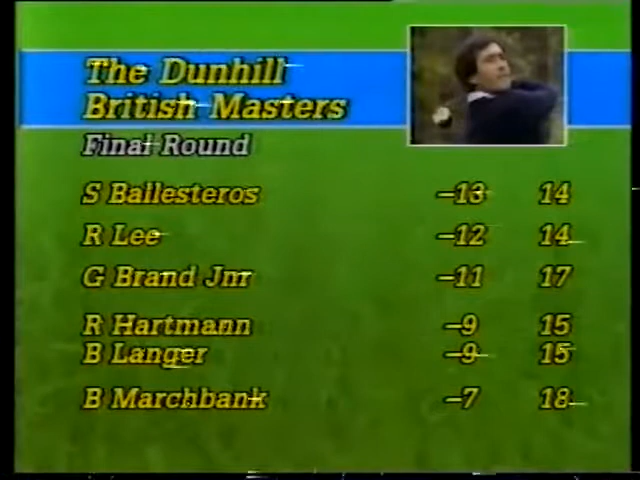 The Dunhill
British Masters
Final Round
S Ballesteros -13 14
R Lee -12 14
G Brand Jnr -11 17
R Hartmann -9 15
B Langer -9 15
B Marchbank -7 18